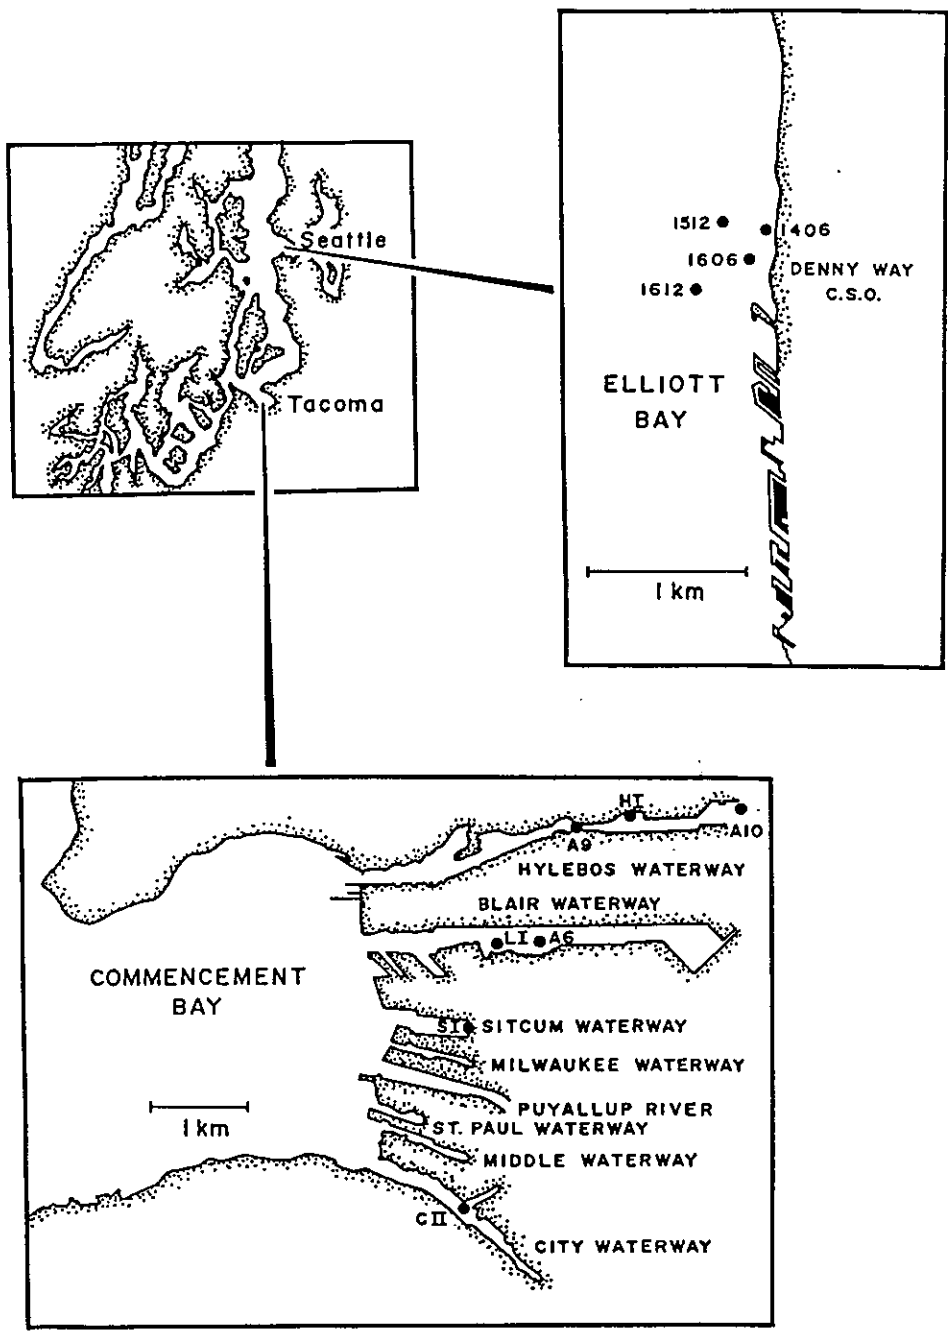 Seattle
Tacoma
1512
1406
1606
DENNY WAY
C.S.O.
1612
ELLIOTT
BAY
1 km
HI
A10
A9
HYLEBOS WATERWAY
BLAIR WATERWAY
LI
A6
COMMENCEMENT
BAY
SI
SITCUM WATERWAY
MILWAUKEE WATERWAY
PUYALLUP RIVER
1 km
ST. PAUL WATERWAY
MIDDLE WATERWAY
CII
CITY WATERWAY